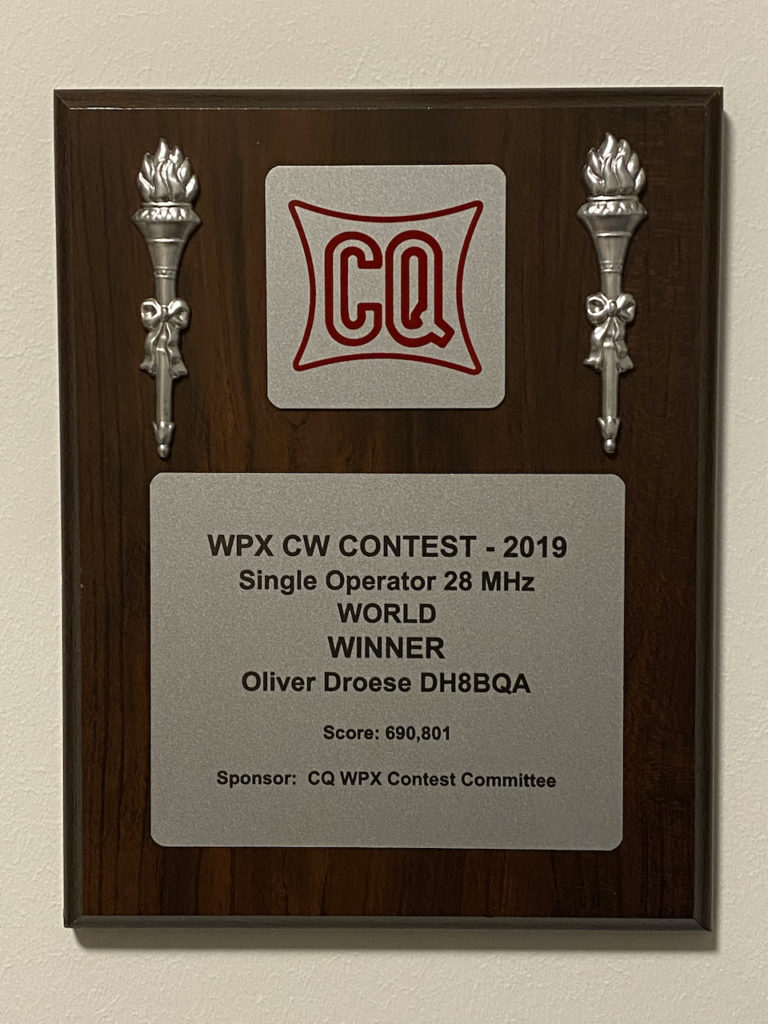 CQ
WPX CW CONTEST - 2019
Single Operator 28 MHz
WORLD
WINNER
Oliver Droese DH8BQA
Score: 690,801
Sponsor: CQ WPX Contest Committee